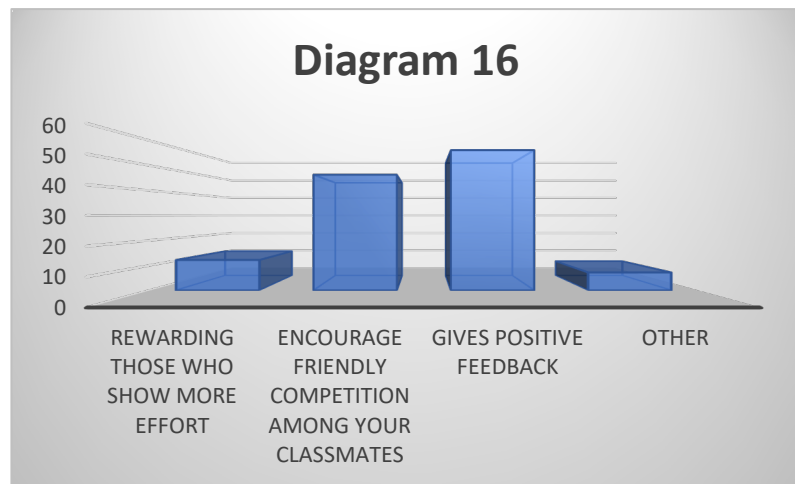 Diagram 16
60
50
40
30
20
10
0
REWARDING
THOSE WHO
SHOW MORE
EFFORT
ENCOURAGE
FRIENDLY
COMPETITION
AMONG YOUR
CLASSMATES
GIVES POSITIVE
FEEDBACK
OTHER